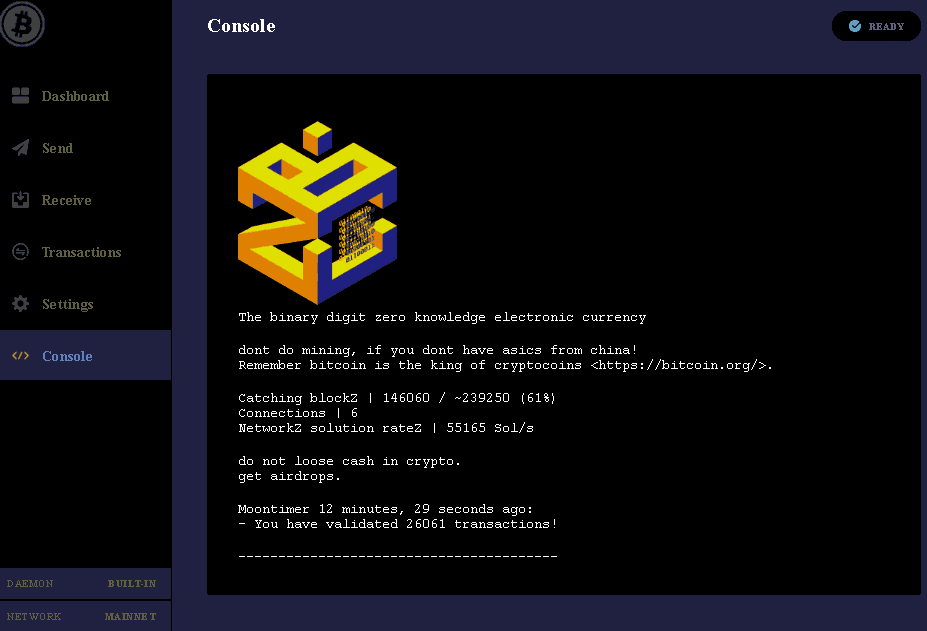 Console
READY
Dashboard
Send
Receive
Transactions
Settings
Console
The binary digit zero knowledge electronic currency
dont do mining, if you dont have asics from china!
Remember bitcoin is the king of cryptocoins <https://bitcoin.org/>.
Catching blockZ | 146060 / ~239250 (61%)
Connections | 6
NetworkZ solution rateZ | 55165 Sol/s
do not loose cash in crypto.
get airdrops.
Moontimer 12 minutes, 29 seconds ago:
- You have validated 26061 transactions!
----------------------------------------
DAEMON BUILT-IN
NETWORK MAINNET